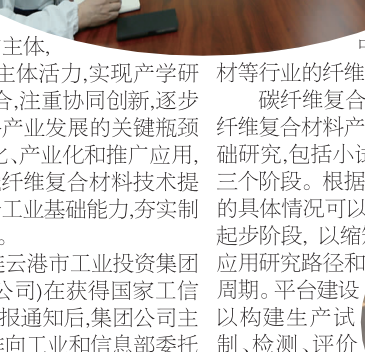 主体,
主体活力,实现产学研
合,注重协同创新,逐步
产业发展的关键瓶颈
化、产业化和推广应用,
纤维复合材料技术提
工业基础能力,夯实制
。
连云港市工业投资集团
公司)在获得国家工信
报通知后,集团公司主
向工业和信息部委托
材等行业的纤维
碳纤维复合
纤维复合材料产
础研究,包括小试
三个阶段。根据
的具体情况可以
起步阶段, 以缩
应用研究路径和
周期。平台建设
以构建生产试
制、检测、评价